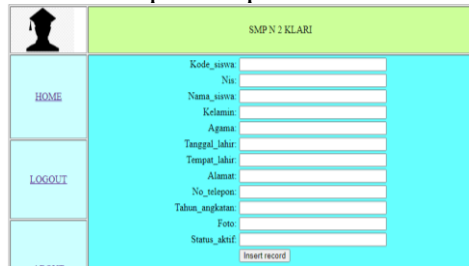 SMP N 2 KLARI
HOME
LOGOUT
Kode_siswa:
Nis:
Nama_siswa:
Kelamin:
Agama:
Tanggal_lahir:
Tempat_lahir:
Alamat:
No_telepon:
Tahun_angkatan:
Foto:
Status_aktif:
Insert record